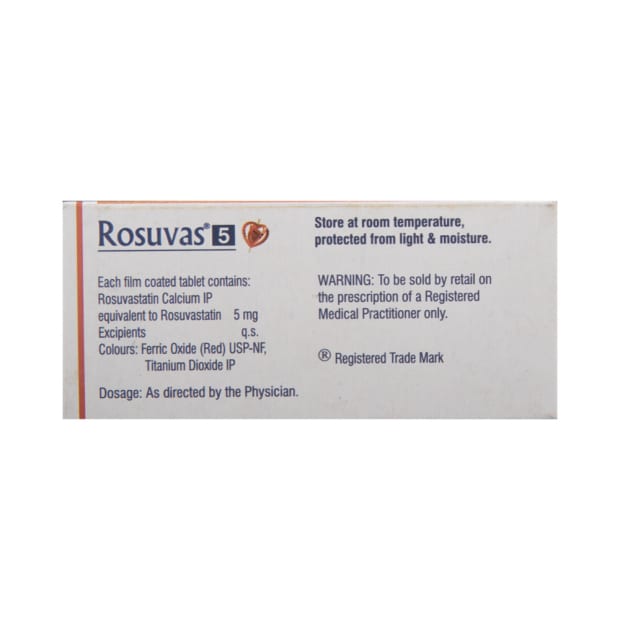 Rosuvas® 5
Each film coated tablet contains:
Rosuvastatin Calcium IP
equivalent to Rosuvastatin 5 mg
Excipients q.s.
Colours: Ferric Oxide (Red) USP-NF,
Titanium Dioxide IP
Dosage: As directed by the Physician.
Store at room temperature,
protected from light & moisture.
WARNING: To be sold by retail on
the prescription of a Registered
Medical Practitioner only.
® Registered Trade Mark